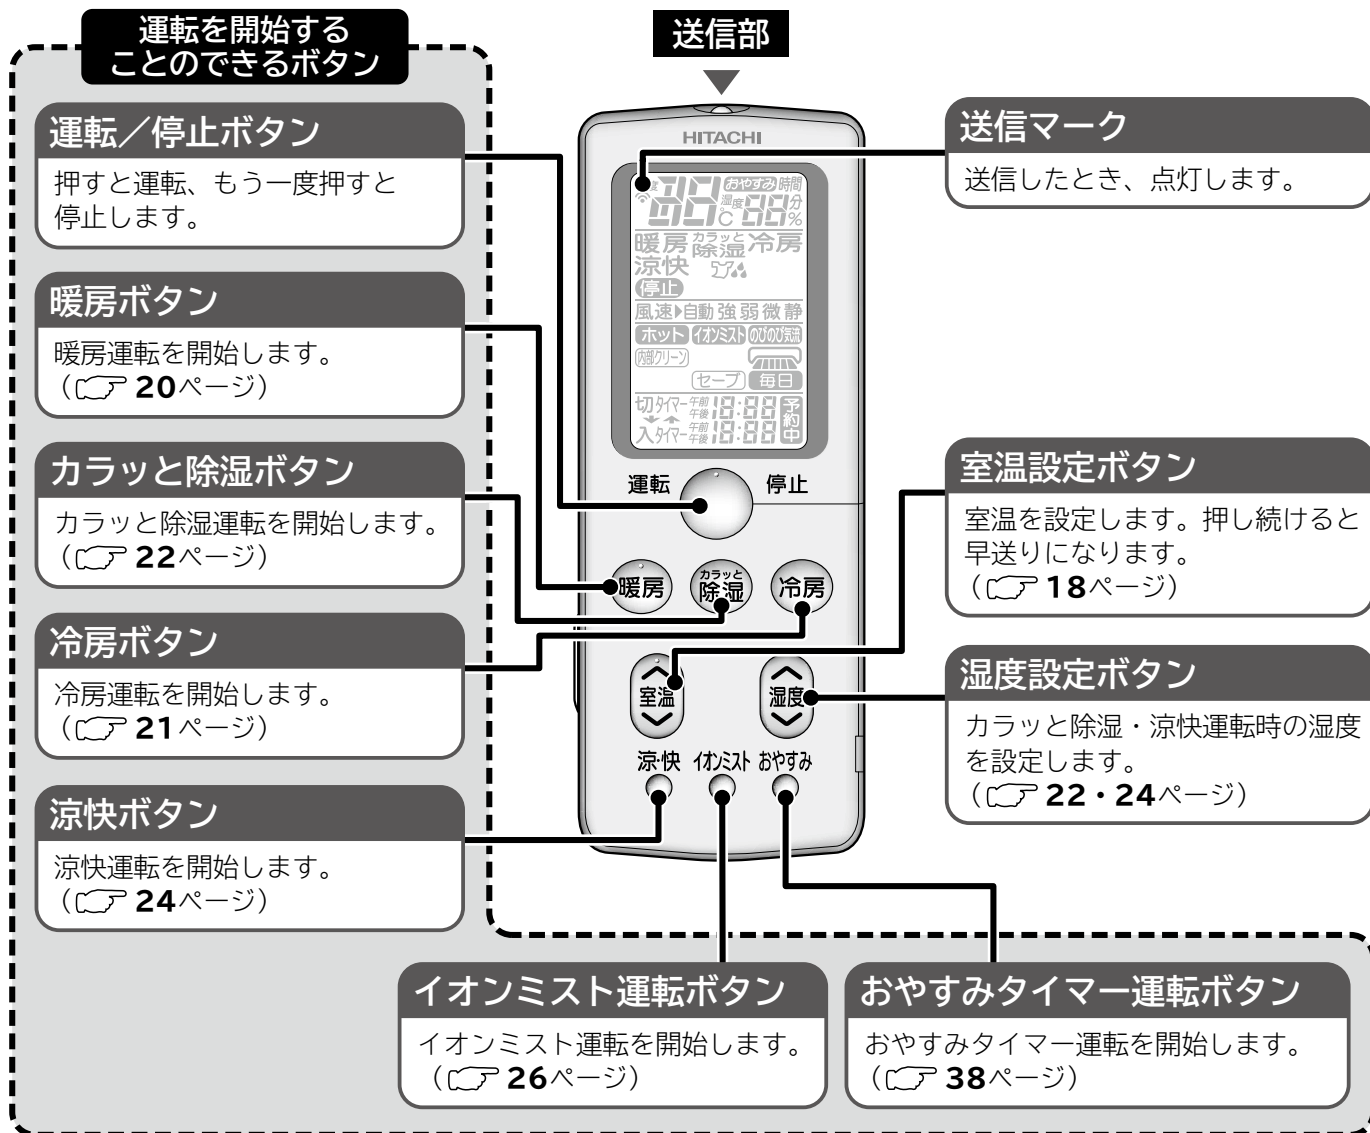 運転を開始する
ことのできるボタン
運転／停止ボタン
押すと運転、もう一度押すと
停止します。
暖房ボタン
暖房運転を開始します。
（20ページ）
カラッと除湿ボタン
カラッと除湿運転を開始します。
（22ページ）
冷房ボタン
冷房運転を開始します。
（21ページ）
涼快ボタン
涼快運転を開始します。
（24ページ）
送信部
HITACHI
88 おやすみ 時間
℃ 湿度 88 分 %
暖房 カラッと除湿 冷房
涼快
停止
風速▶自動 強 弱 微 静
ホット イオンミスト のびのび気流
内部クリーン
セーブ 毎日
切タイマー 午前 午後 18:88 予約中
入タイマー 午前 午後 18:88
運転 停止
暖房 カラッと除湿 冷房
室温 湿度
涼・快 イオンミスト おやすみ
送信マーク
送信したとき、点灯します。
室温設定ボタン
室温を設定します。押し続けると
早送りになります。
（18ページ）
湿度設定ボタン
カラッと除湿・涼快運転時の湿度
を設定します。
（22・24ページ）
イオンミスト運転ボタン
イオンミスト運転を開始します。
（26ページ）
おやすみタイマー運転ボタン
おやすみタイマー運転を開始します。
（38ページ）